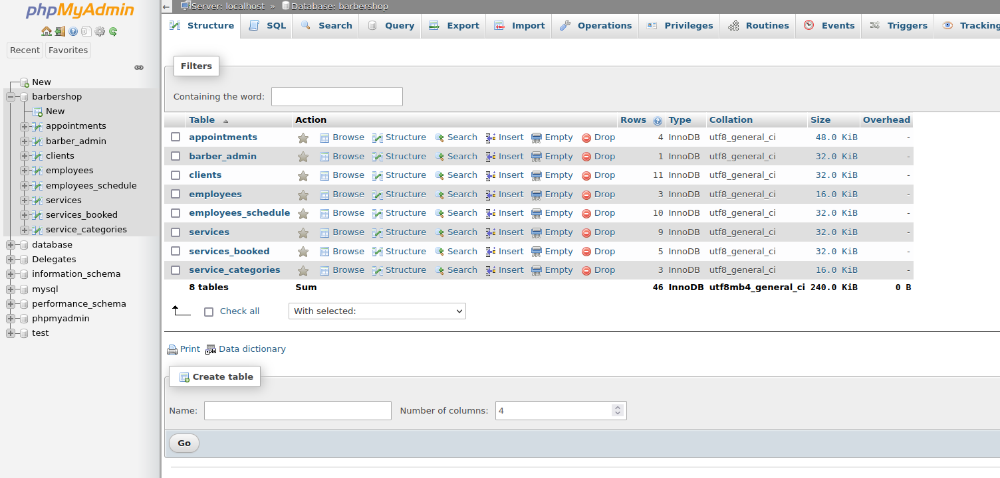 phpMyAdmin
Recent Favorites
New
barbershop
New
appointments
barber_admin
clients
employees
employees_schedule
services
services_booked
service_categories
database
Delegates
information_schema
mysql
performance_schema
phpmyadmin
test
Server: localhost » Database: barbershop
Structure SQL Search Query Export Import Operations Privileges Routines Events Triggers Tracking
Filters
Containing the word:
Table Action Rows Type Collation Size Overhead
appointments Browse Structure Search Insert Empty Drop 4 InnoDB utf8_general_ci 48.0 KiB -
barber_admin Browse Structure Search Insert Empty Drop 1 InnoDB utf8_general_ci 32.0 KiB -
clients Browse Structure Search Insert Empty Drop 11 InnoDB utf8_general_ci 32.0 KiB -
employees Browse Structure Search Insert Empty Drop 3 InnoDB utf8_general_ci 16.0 KiB -
employees_schedule Browse Structure Search Insert Empty Drop 10 InnoDB utf8_general_ci 32.0 KiB -
services Browse Structure Search Insert Empty Drop 9 InnoDB utf8_general_ci 32.0 KiB -
services_booked Browse Structure Search Insert Empty Drop 5 InnoDB utf8_general_ci 32.0 KiB -
service_categories Browse Structure Search Insert Empty Drop 3 InnoDB utf8_general_ci 16.0 KiB -
8 tables Sum 46 InnoDB utf8mb4_general_ci 240.0 KiB 0 B
Check all With selected:
Print Data dictionary
Create table
Name: Number of columns: 4
Go